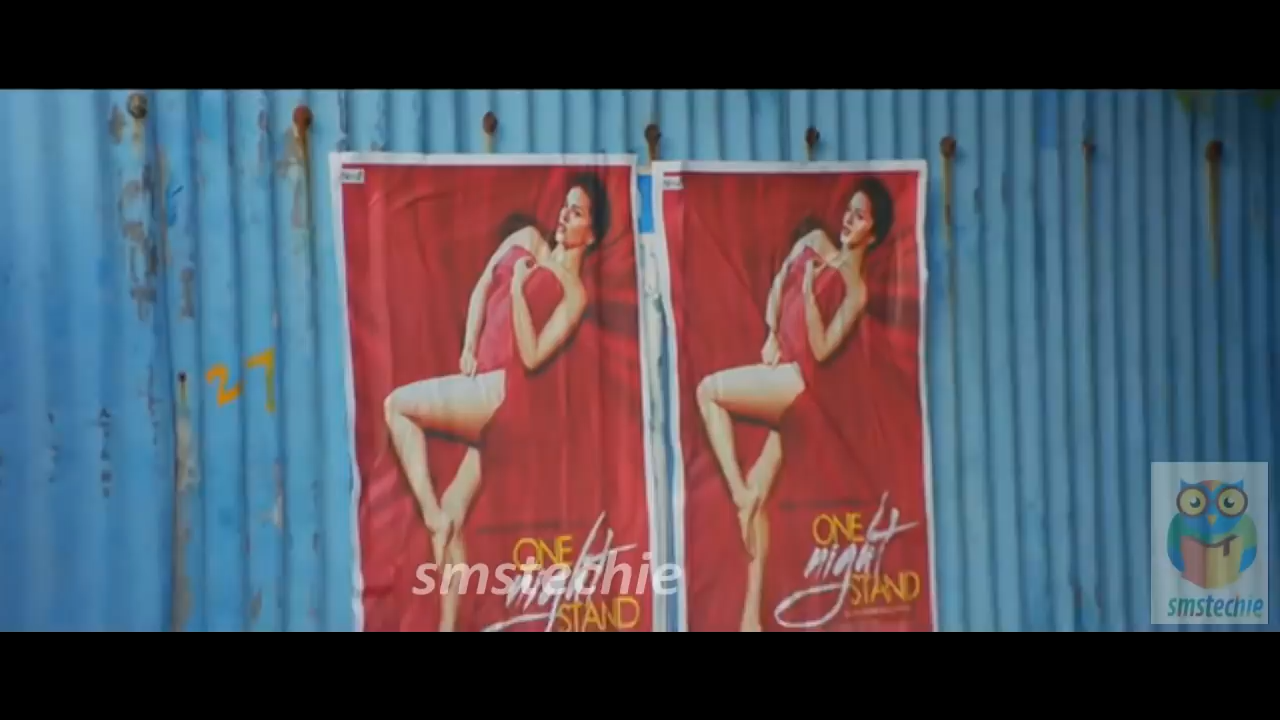 27
ONE
night
STAND
ONE
night
STAND
smstechie
smstechie